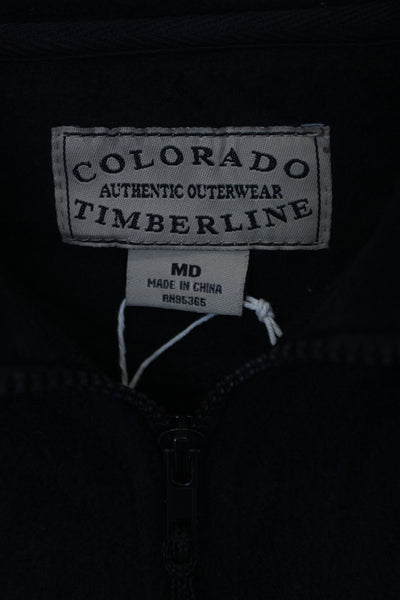 COLORADO
AUTHENTIC OUTERWEAR
TIMBERLINE
MD
MADE IN CHINA
RN95365